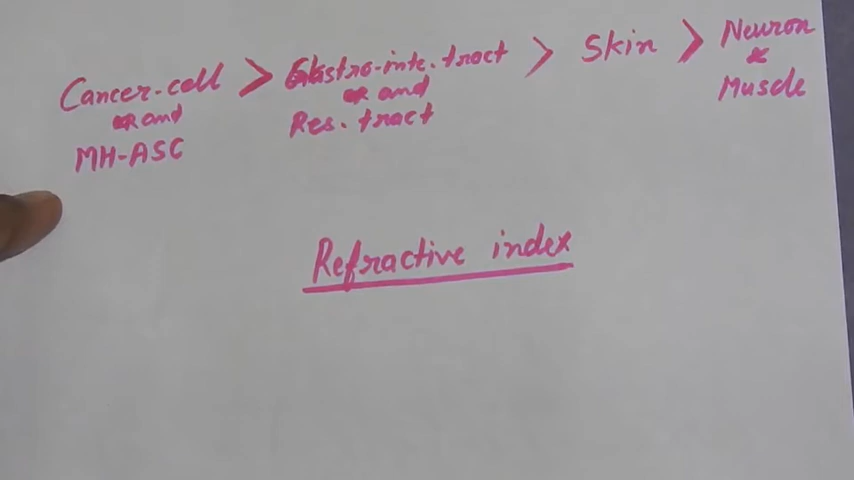 Cancer-cell > Gastro-inte.tract > Skin > Neuron
and and &
MH-ASC Res. tract Muscle
Refractive index